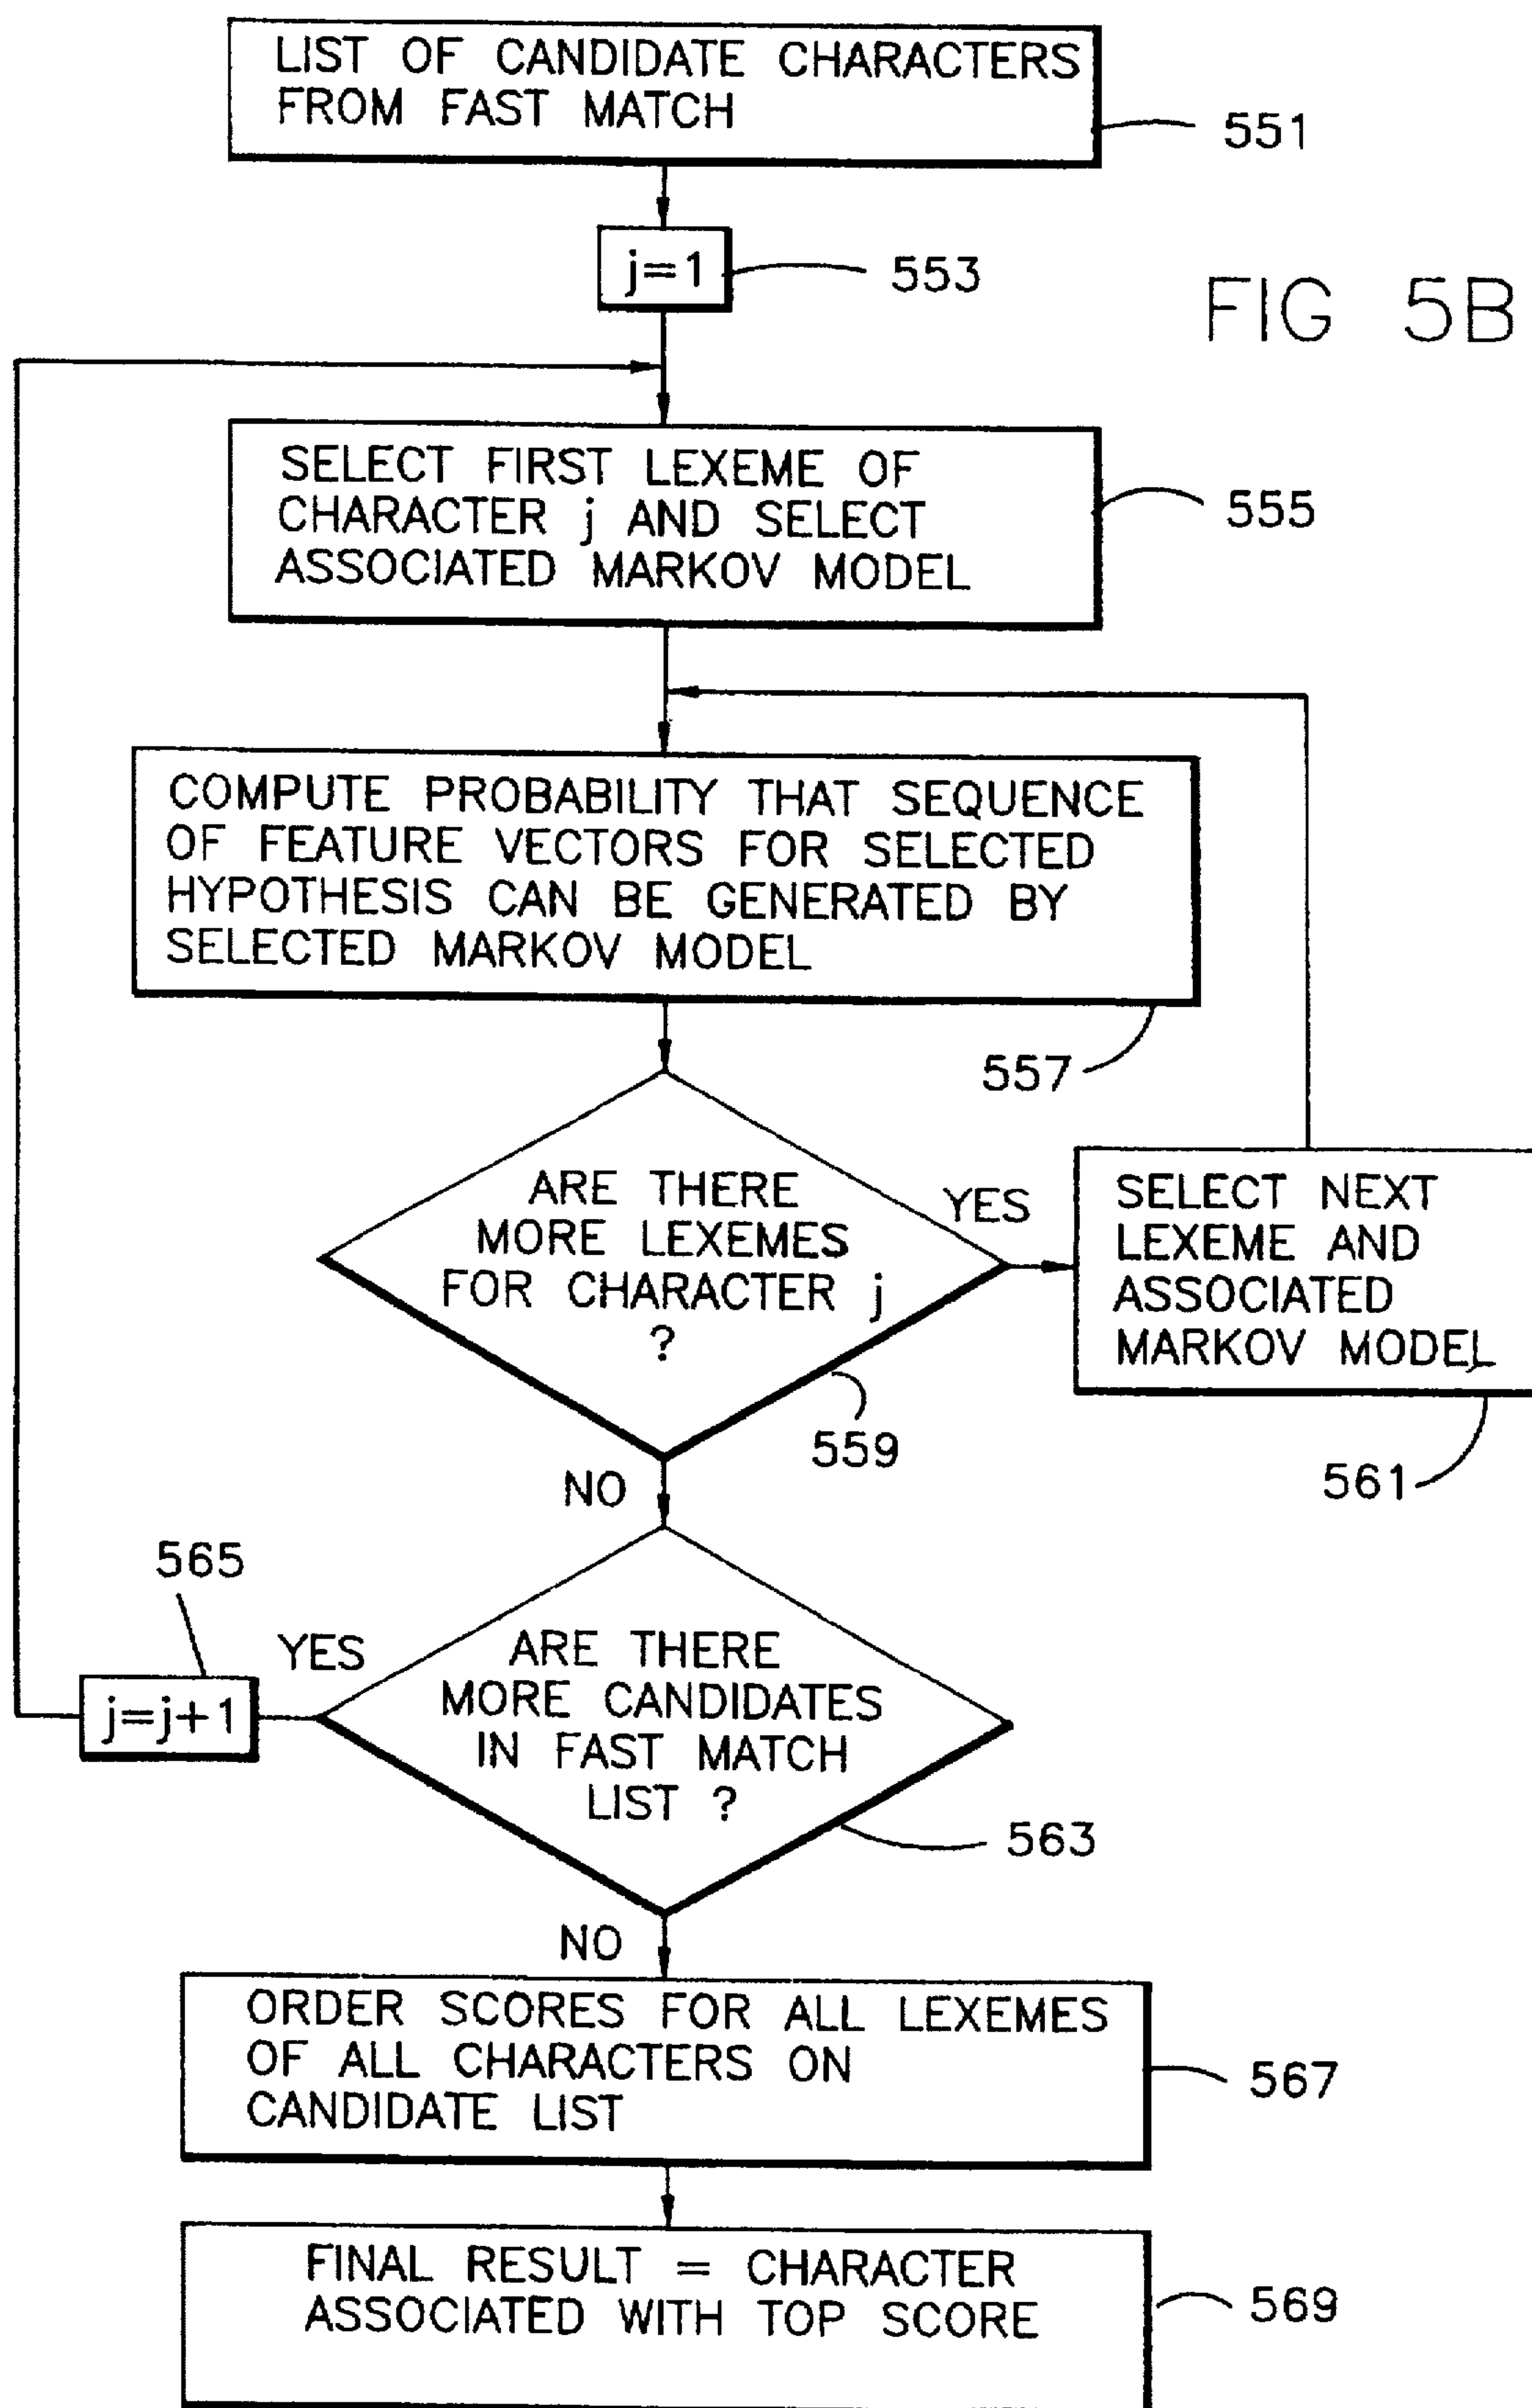 LIST OF CANDIDATE CHARACTERS
FROM FAST MATCH
551
j=1
553
FIG 5B
SELECT FIRST LEXEME OF
CHARACTER j AND SELECT
ASSOCIATED MARKOV MODEL
555
COMPUTE PROBABILITY THAT SEQUENCE
OF FEATURE VECTORS FOR SELECTED
HYPOTHESIS CAN BE GENERATED BY
SELECTED MARKOV MODEL
557
ARE THERE
MORE LEXEMES
FOR CHARACTER j
?
YES
559
SELECT NEXT
LEXEME AND
ASSOCIATED
MARKOV MODEL
561
NO
565
YES
j=j+1
ARE THERE
MORE CANDIDATES
IN FAST MATCH
LIST ?
563
NO
ORDER SCORES FOR ALL LEXEMES
OF ALL CHARACTERS ON
CANDIDATE LIST
567
FINAL RESULT = CHARACTER
ASSOCIATED WITH TOP SCORE
569